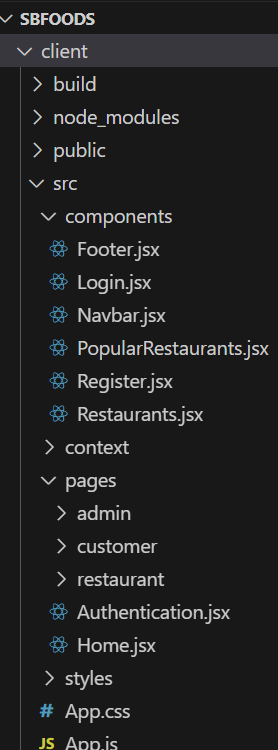 SBFOODS
client
build
node_modules
public
src
components
Footer.jsx
Login.jsx
Navbar.jsx
PopularRestaurants.jsx
Register.jsx
Restaurants.jsx
context
pages
admin
customer
restaurant
Authentication.jsx
Home.jsx
styles
# App.css
JS App.js